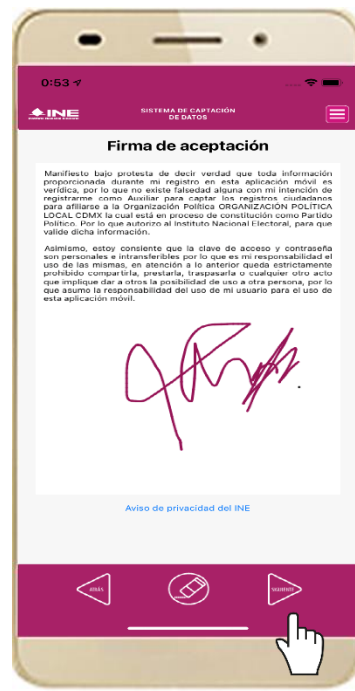 0:53
INE
SISTEMA DE CAPTACIÓN
DE DATOS
Firma de aceptación
Manifiesto bajo protesta de decir verdad que toda información
proporcionada durante mi registro en esta aplicación móvil es
verídica, por lo que no existe falsedad alguna con mi intención de
registrarme como Auxiliar para captar los registros ciudadanos
para afiliarse a la Organización Política ORGANIZACIÓN POLÍTICA
LOCAL CDMX la cual está en proceso de constitución como Partido
Político. Por lo que autorizo al Instituto Nacional Electoral, para que
valide dicha información.
Asimismo, estoy consiente que la clave de acceso y contraseña
son personales e intransferibles por lo que es mi responsabilidad el
uso de las mismas, en atención a lo anterior queda estrictamente
prohibido compartirla, prestarla, traspasarla o cualquier otro acto
que implique dar a otros la posibilidad de uso a otra persona, por lo
que asumo la responsabilidad del uso de mi usuario para el uso de
esta aplicación móvil.
Aviso de privacidad del INE
ATRÁS
SIGUIENTE